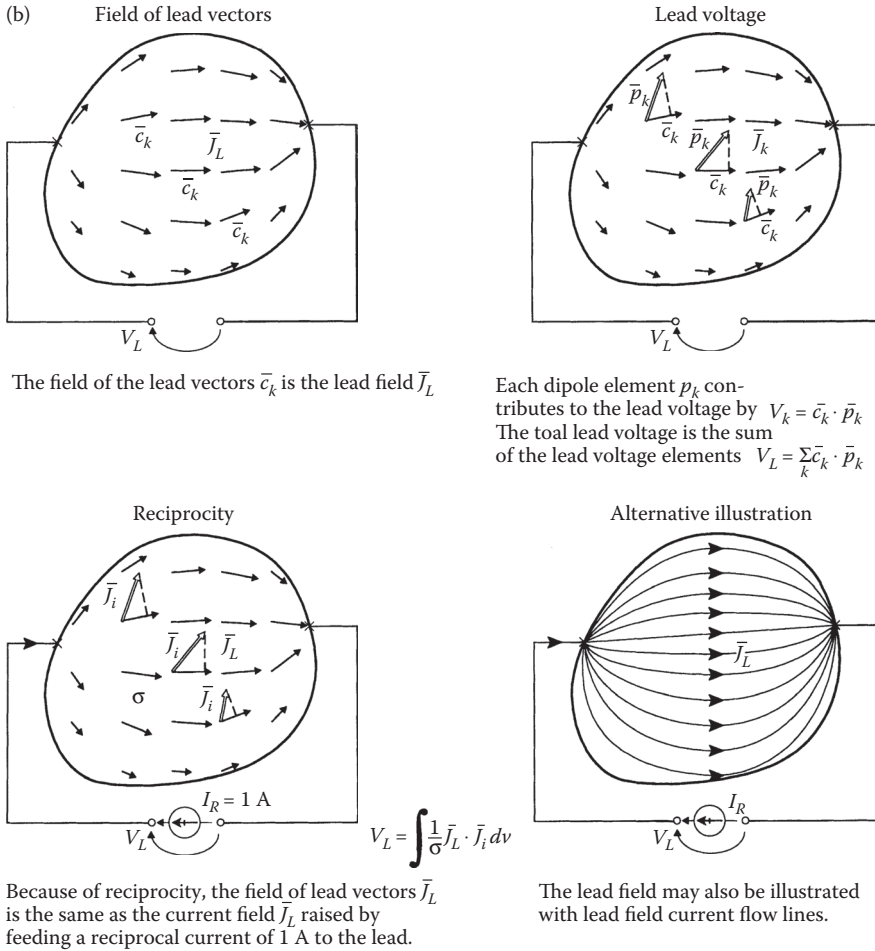 (b)
Field of lead vectors
c̄k
J̄L
c̄k
c̄k
VL
The field of the lead vectors c̄k is the lead field J̄L
Lead voltage
p̄k
c̄k
p̄k
J̄k
c̄k
p̄k
c̄k
VL
Each dipole element pk con-
tributes to the lead voltage by Vk = c̄k · p̄k
The toal lead voltage is the sum
of the lead voltage elements VL = Σk c̄k · p̄k
Reciprocity
J̄i
J̄i
J̄L
σ
J̄i
IR = 1 A
VL
VL = ∫ 1/σ J̄L · J̄i dv
Because of reciprocity, the field of lead vectors J̄L
is the same as the current field J̄L raised by
feeding a reciprocal current of 1 A to the lead.
Alternative illustration
J̄L
IR
VL
The lead field may also be illustrated
with lead field current flow lines.